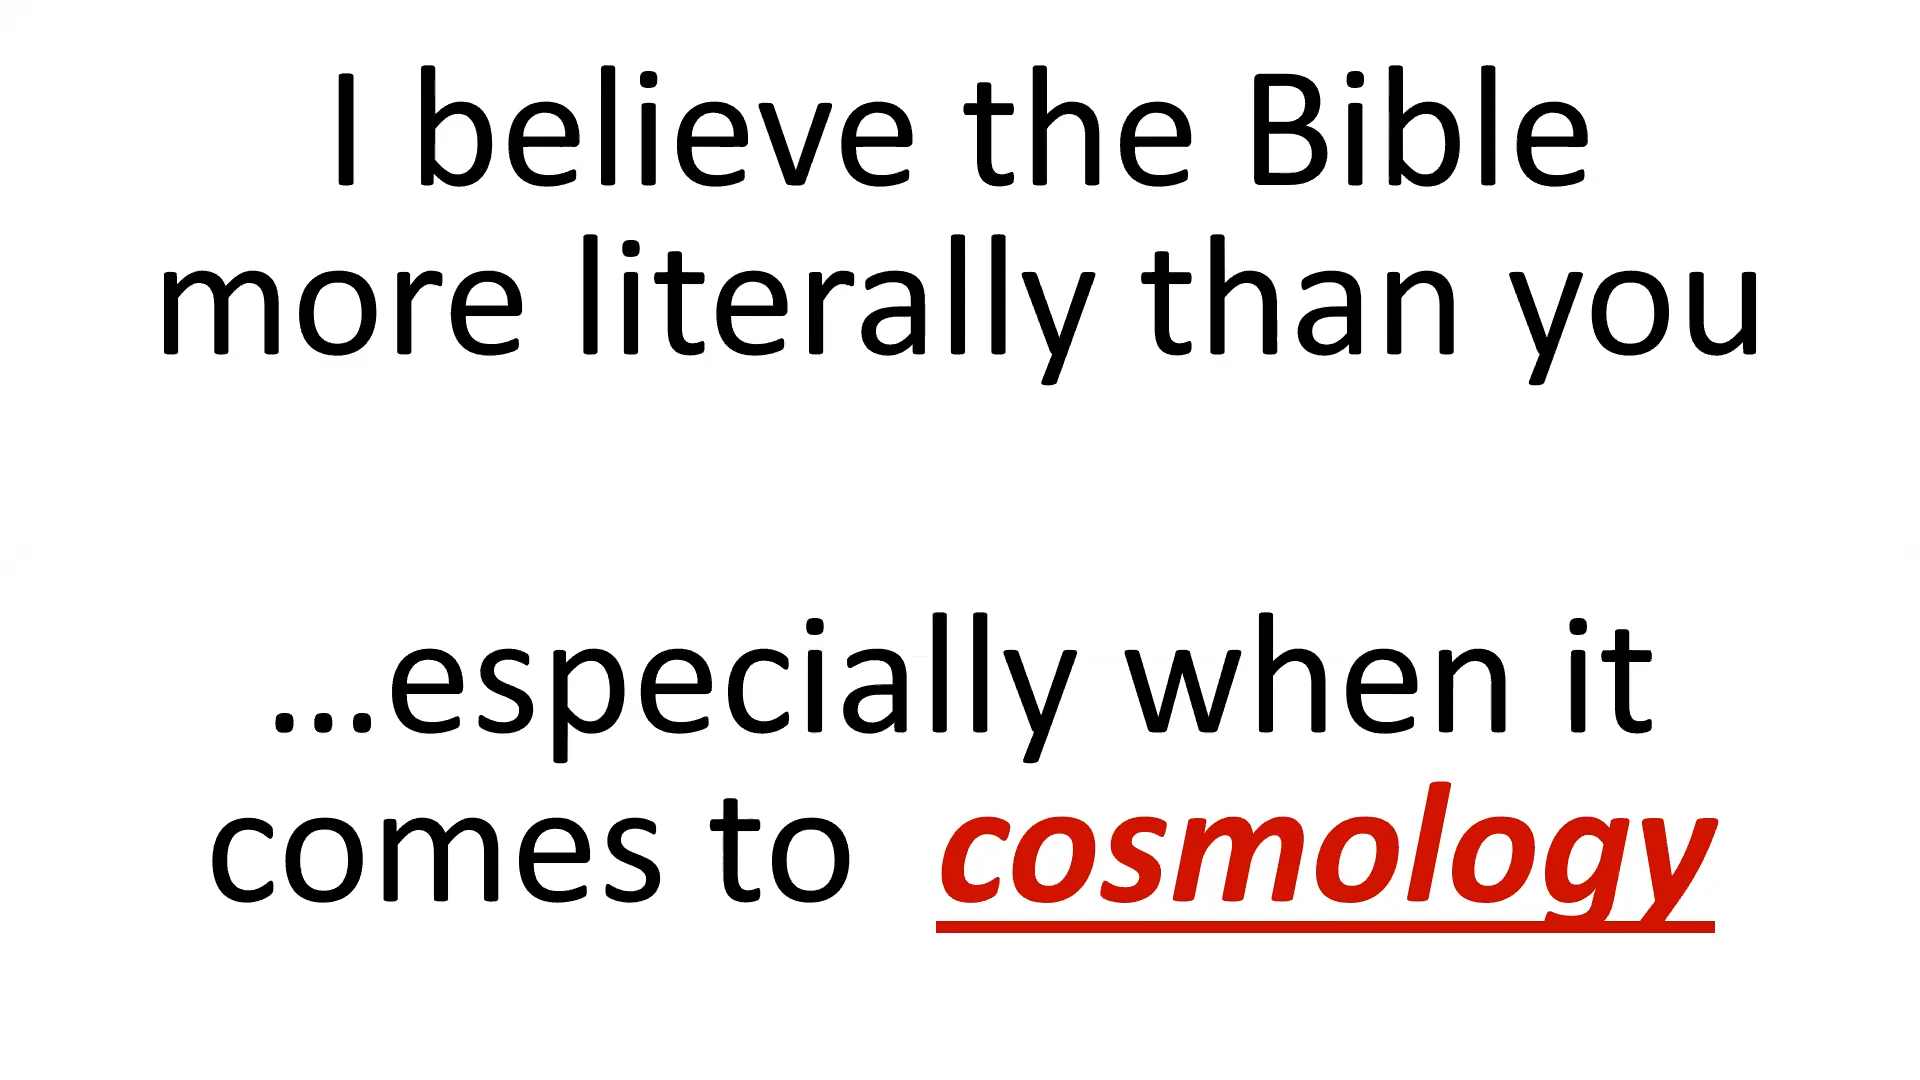 I believe the Bible
more literally than you
...especially when it
comes to cosmology